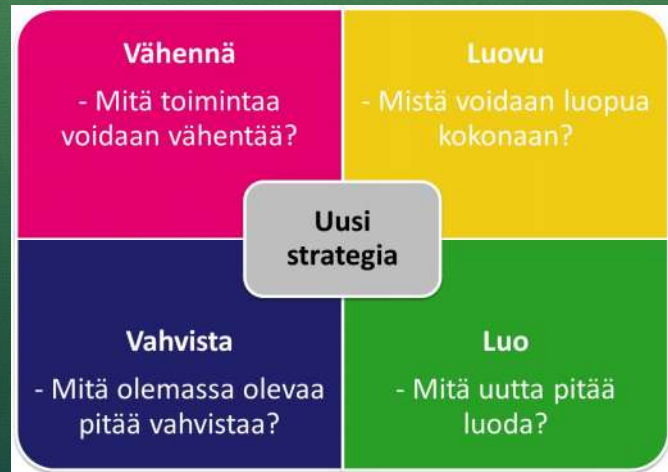 Vähennä
- Mitä toimintaa
voidaan vähentää?
Luovu
- Mistä voidaan luopua
kokonaan?
Uusi
strategia
Vahvista
- Mitä olemassa olevaa
pitää vahvistaa?
Luo
- Mitä uutta pitää
luoda?